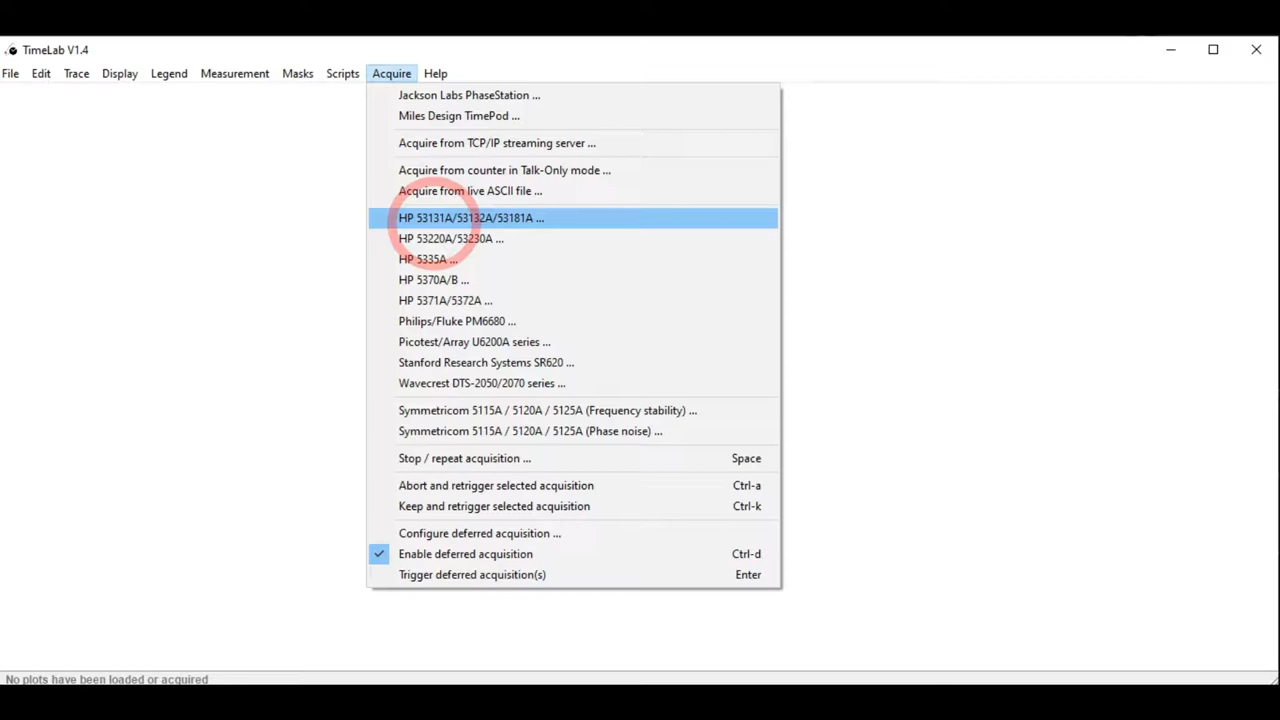 TimeLab V1.4
File Edit Trace Display Legend Measurement Masks Scripts Acquire Help
Jackson Labs PhaseStation ...
Miles Design TimePod ...
Acquire from TCP/IP streaming server ...
Acquire from counter in Talk-Only mode ...
Acquire from live ASCII file ...
HP 53131A/53132A/53181A ...
HP 53220A/53230A ...
HP 5335A ...
HP 5370A/B ...
HP 5371A/5372A ...
Philips/Fluke PM6680 ...
Picotest/Array U6200A series ...
Stanford Research Systems SR620 ...
Wavecrest DTS-2050/2070 series ...
Symmetricom 5115A / 5120A / 5125A (Frequency stability) ...
Symmetricom 5115A / 5120A / 5125A (Phase noise) ...
Stop / repeat acquisition ... Space
Abort and retrigger selected acquisition Ctrl-a
Keep and retrigger selected acquisition Ctrl-k
Configure deferred acquisition ...
Enable deferred acquisition Ctrl-d
Trigger deferred acquisition(s) Enter
No plots have been loaded or acquired